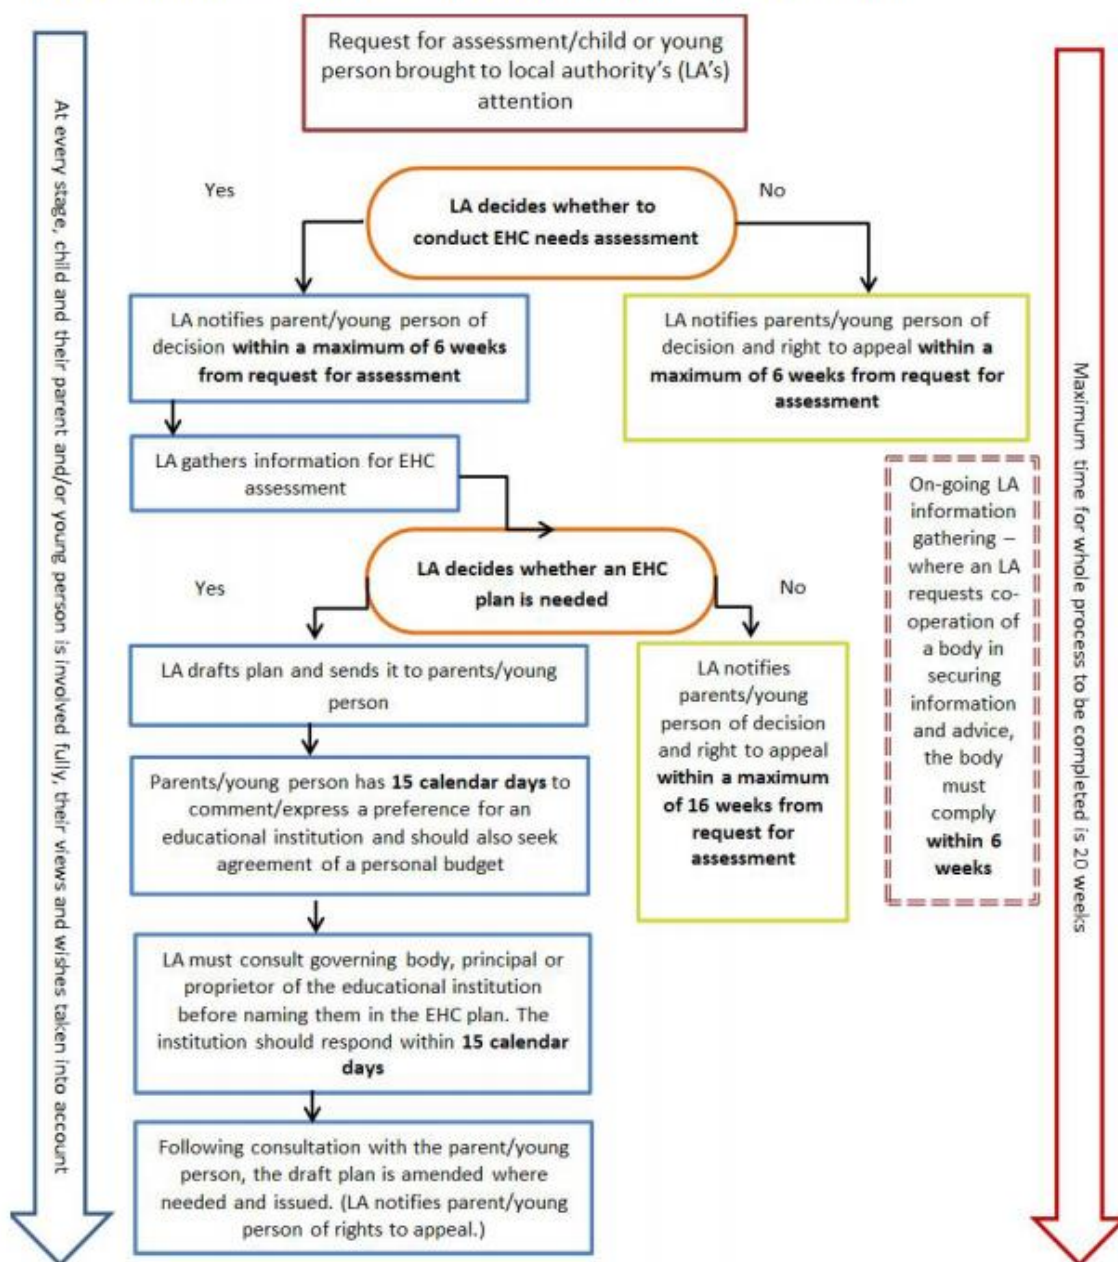 Request for assessment/child or young
person brought to local authority's (LA's)
attention
Yes
No
LA decides whether to
conduct EHC needs assessment
LA notifies parent/young person of
decision within a maximum of 6 weeks
from request for assessment
LA notifies parents/young person of
decision and right to appeal within a
maximum of 6 weeks from request for
assessment
LA gathers information for EHC
assessment
On-going LA
information
gathering –
where an LA
requests co-
operation of
a body in
securing
information
and advice,
the body
must
comply
within 6
weeks
LA decides whether an EHC
plan is needed
Yes
No
LA drafts plan and sends it to parents/young
person
LA notifies
parents/young
person of decision
and right to appeal
within a maximum
of 16 weeks from
request for
assessment
Parents/young person has 15 calendar days to
comment/express a preference for an
educational institution and should also seek
agreement of a personal budget
LA must consult governing body, principal or
proprietor of the educational institution
before naming them in the EHC plan. The
institution should respond within 15 calendar
days
Following consultation with the parent/young
person, the draft plan is amended where
needed and issued. (LA notifies parent/young
person of rights to appeal.)
At every stage, child and their parent and/or young person is involved fully, their views and wishes taken into account
Maximum time for whole process to be completed is 20 weeks